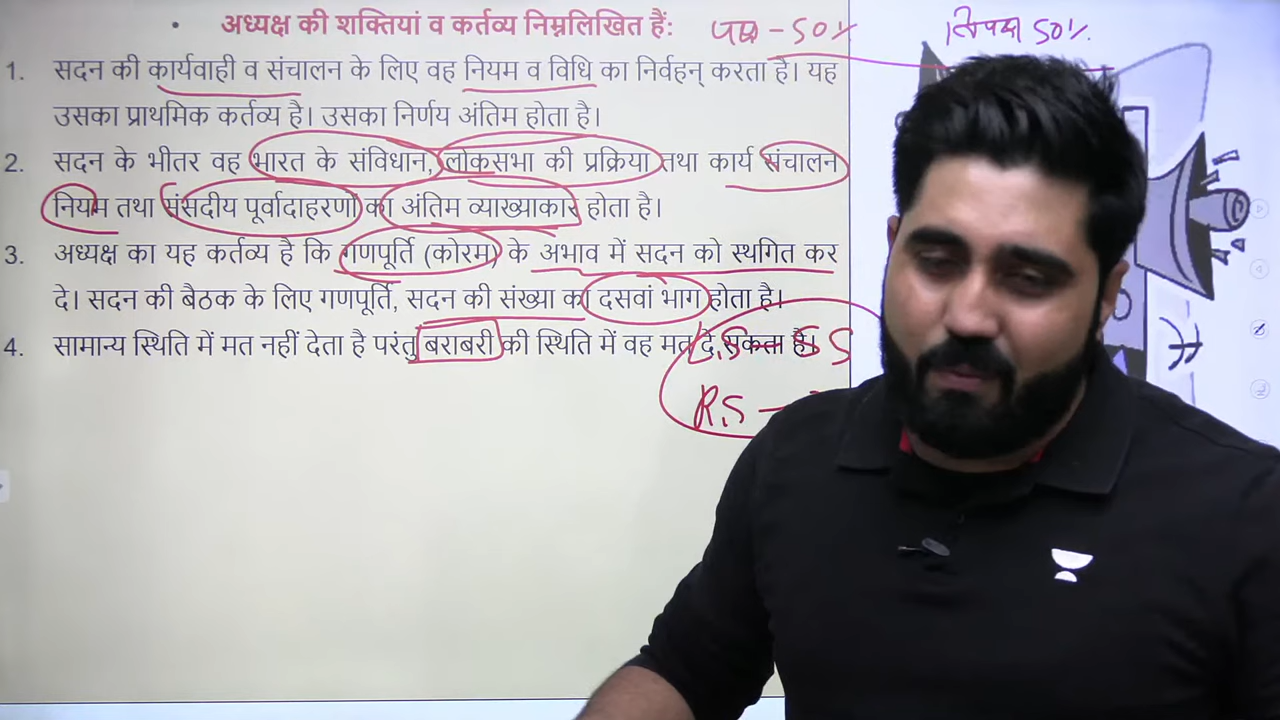 • अध्यक्ष की शक्तियां व कर्तव्य निम्नलिखित हैं: पक्ष - 50% विपक्ष 50%.
1. सदन की कार्यवाही व संचालन के लिए वह नियम व विधि का निर्वहन् करता है। यह
उसका प्राथमिक कर्तव्य है। उसका निर्णय अंतिम होता है।
2. सदन के भीतर वह भारत के संविधान, लोकसभा की प्रक्रिया तथा कार्य संचालन
नियम तथा संसदीय पूर्वादाहरणों का अंतिम व्याख्याकार होता है।
3. अध्यक्ष का यह कर्तव्य है कि गणपूर्ति (कोरम) के अभाव में सदन को स्थगित कर
दे। सदन की बैठक के लिए गणपूर्ति, सदन की संख्या का दसवां भाग होता है।
4. सामान्य स्थिति में मत नहीं देता है परंतु बराबरी की स्थिति में वह मत दे सकता है।
L.S - 55
R.S -